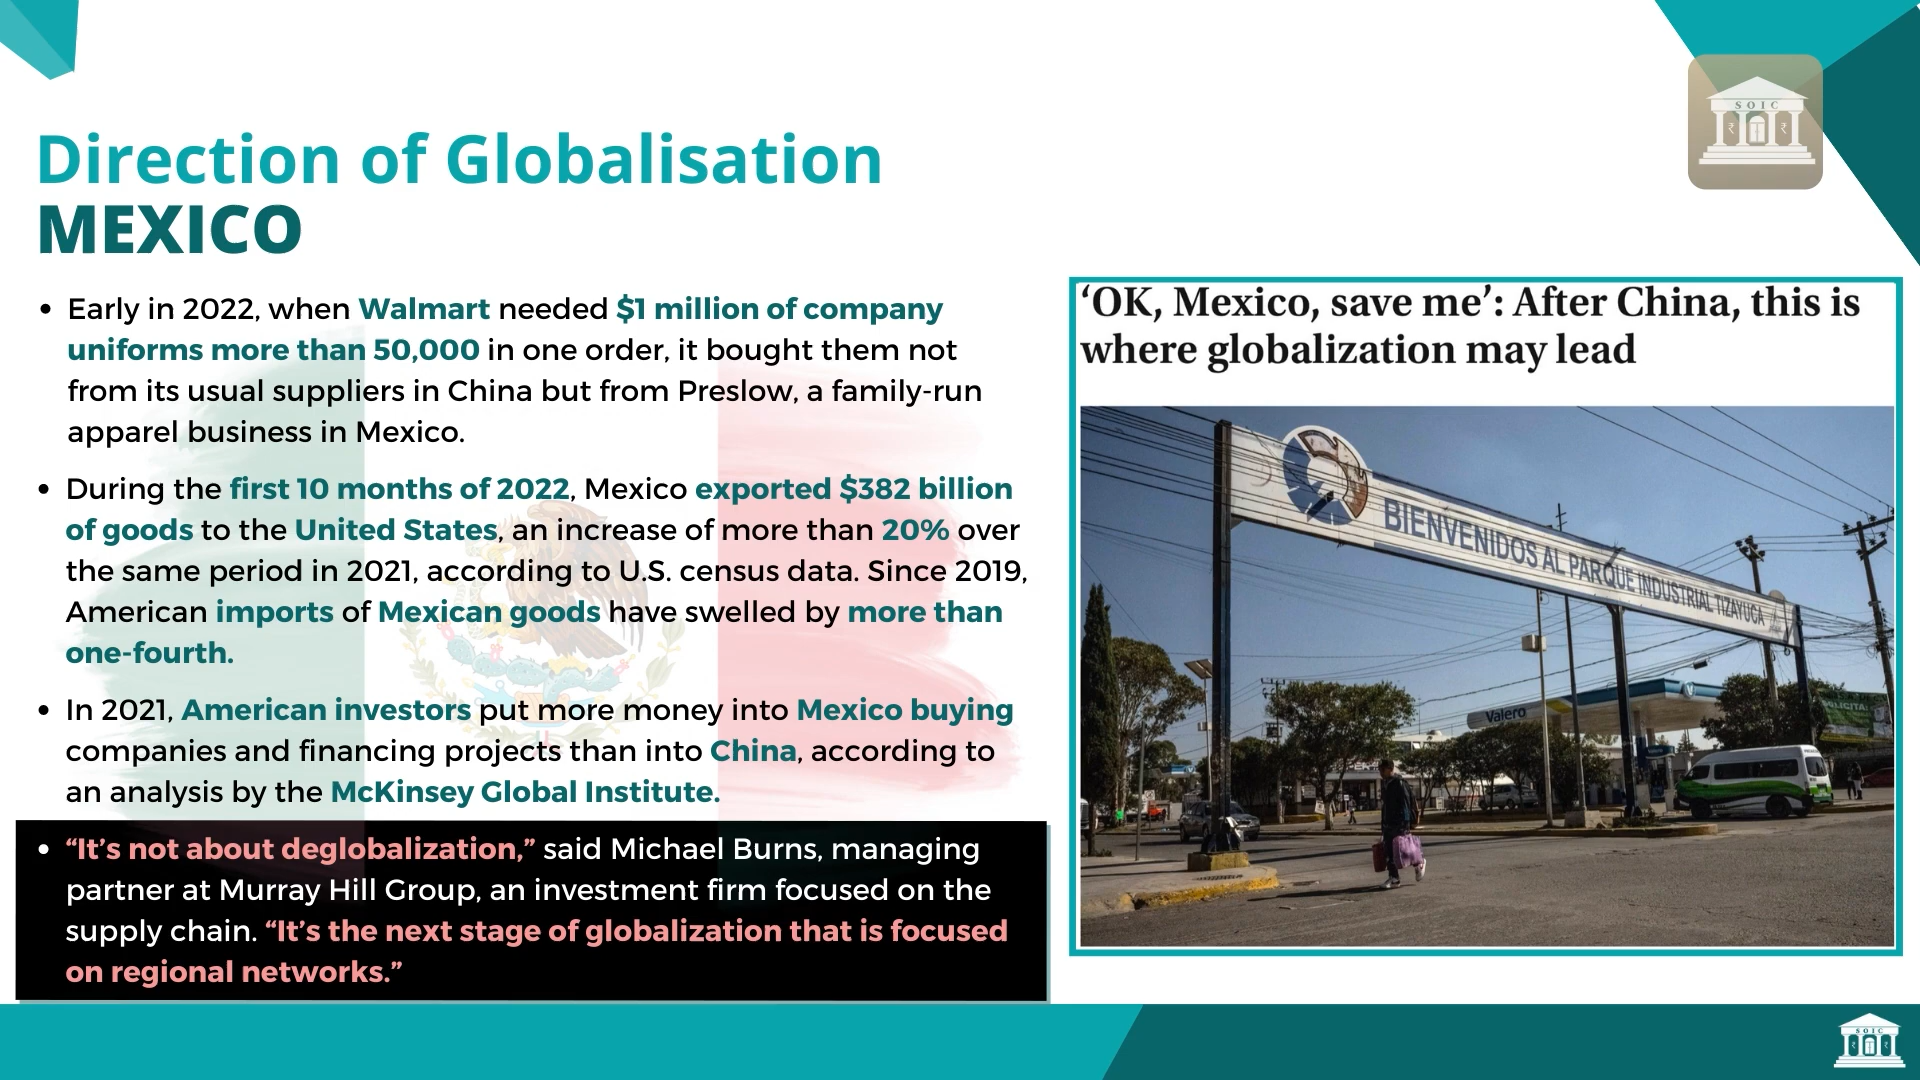 SOIC
Direction of Globalisation
MEXICO
• Early in 2022, when Walmart needed $1 million of company
uniforms more than 50,000 in one order, it bought them not
from its usual suppliers in China but from Preslow, a family-run
apparel business in Mexico.
• During the first 10 months of 2022, Mexico exported $382 billion
of goods to the United States, an increase of more than 20% over
the same period in 2021, according to U.S. census data. Since 2019,
American imports of Mexican goods have swelled by more than
one-fourth.
• In 2021, American investors put more money into Mexico buying
companies and financing projects than into China, according to
an analysis by the McKinsey Global Institute.
• “It’s not about deglobalization,” said Michael Burns, managing
partner at Murray Hill Group, an investment firm focused on the
supply chain. “It’s the next stage of globalization that is focused
on regional networks.”
‘OK, Mexico, save me’: After China, this is
where globalization may lead
BIENVENIDOS AL PARQUE INDUSTRIAL TIZAYUCA
Valero
SOIC